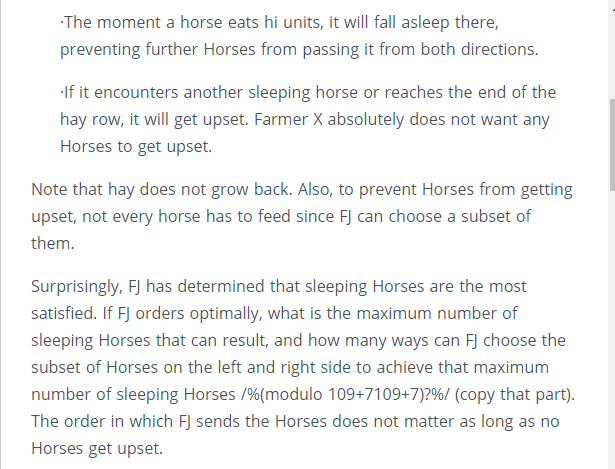 ·The moment a horse eats hi units, it will fall asleep there,
preventing further Horses from passing it from both directions.
·If it encounters another sleeping horse or reaches the end of the
hay row, it will get upset. Farmer X absolutely does not want any
Horses to get upset.
Note that hay does not grow back. Also, to prevent Horses from getting
upset, not every horse has to feed since FJ can choose a subset of
them.
Surprisingly, FJ has determined that sleeping Horses are the most
satisfied. If FJ orders optimally, what is the maximum number of
sleeping Horses that can result, and how many ways can FJ choose the
subset of Horses on the left and right side to achieve that maximum
number of sleeping Horses /%(modulo 109+7109+7)?%/ (copy that part).
The order in which FJ sends the Horses does not matter as long as no
Horses get upset.